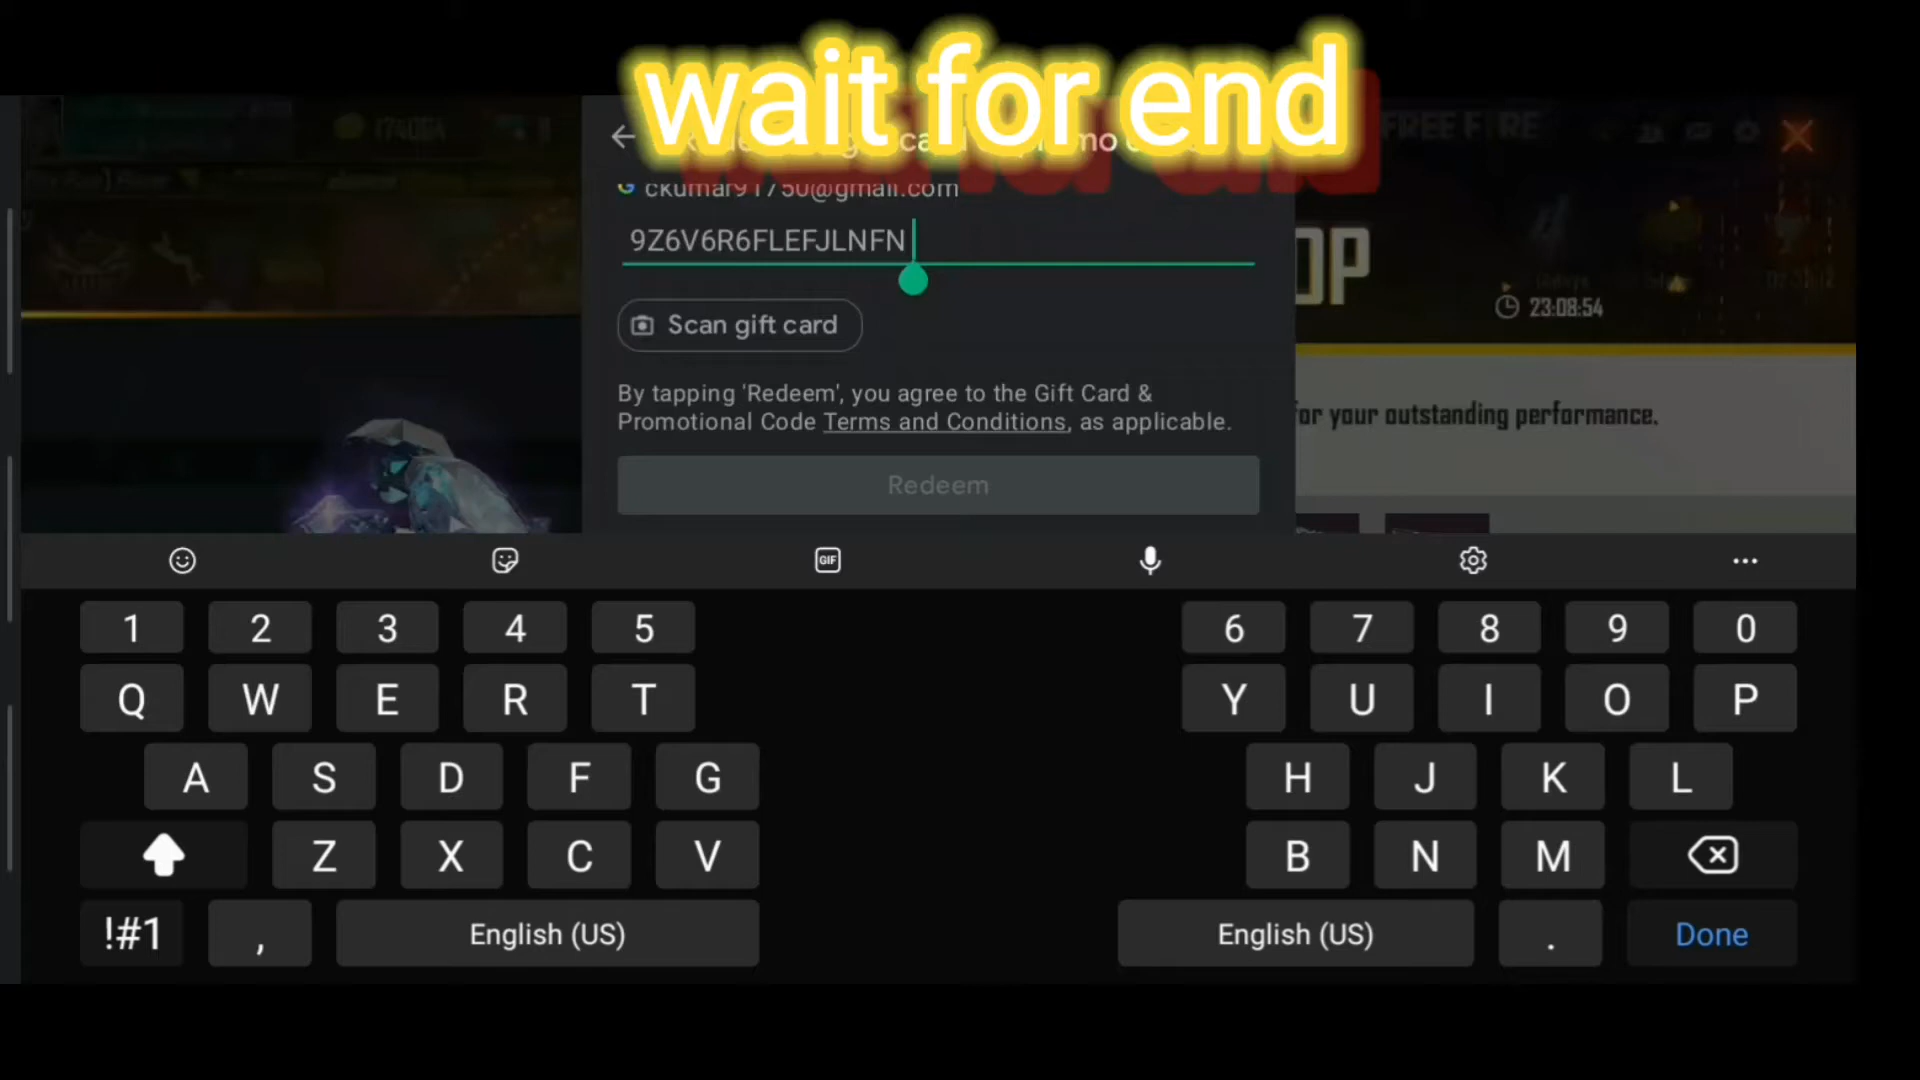 wait for end
ckumar91750@gmail.com
9Z6V6R6FLEFJLNFN
Scan gift card
By tapping 'Redeem', you agree to the Gift Card &
Promotional Code Terms and Conditions, as applicable.
Redeem
FREE FIRE
OP
23:08:54
for your outstanding performance.
GIF
1 2 3 4 5 6 7 8 9 0
Q W E R T Y U I O P
A S D F G H J K L
Z X C V B N M
!#1 , English (US) English (US) . Done